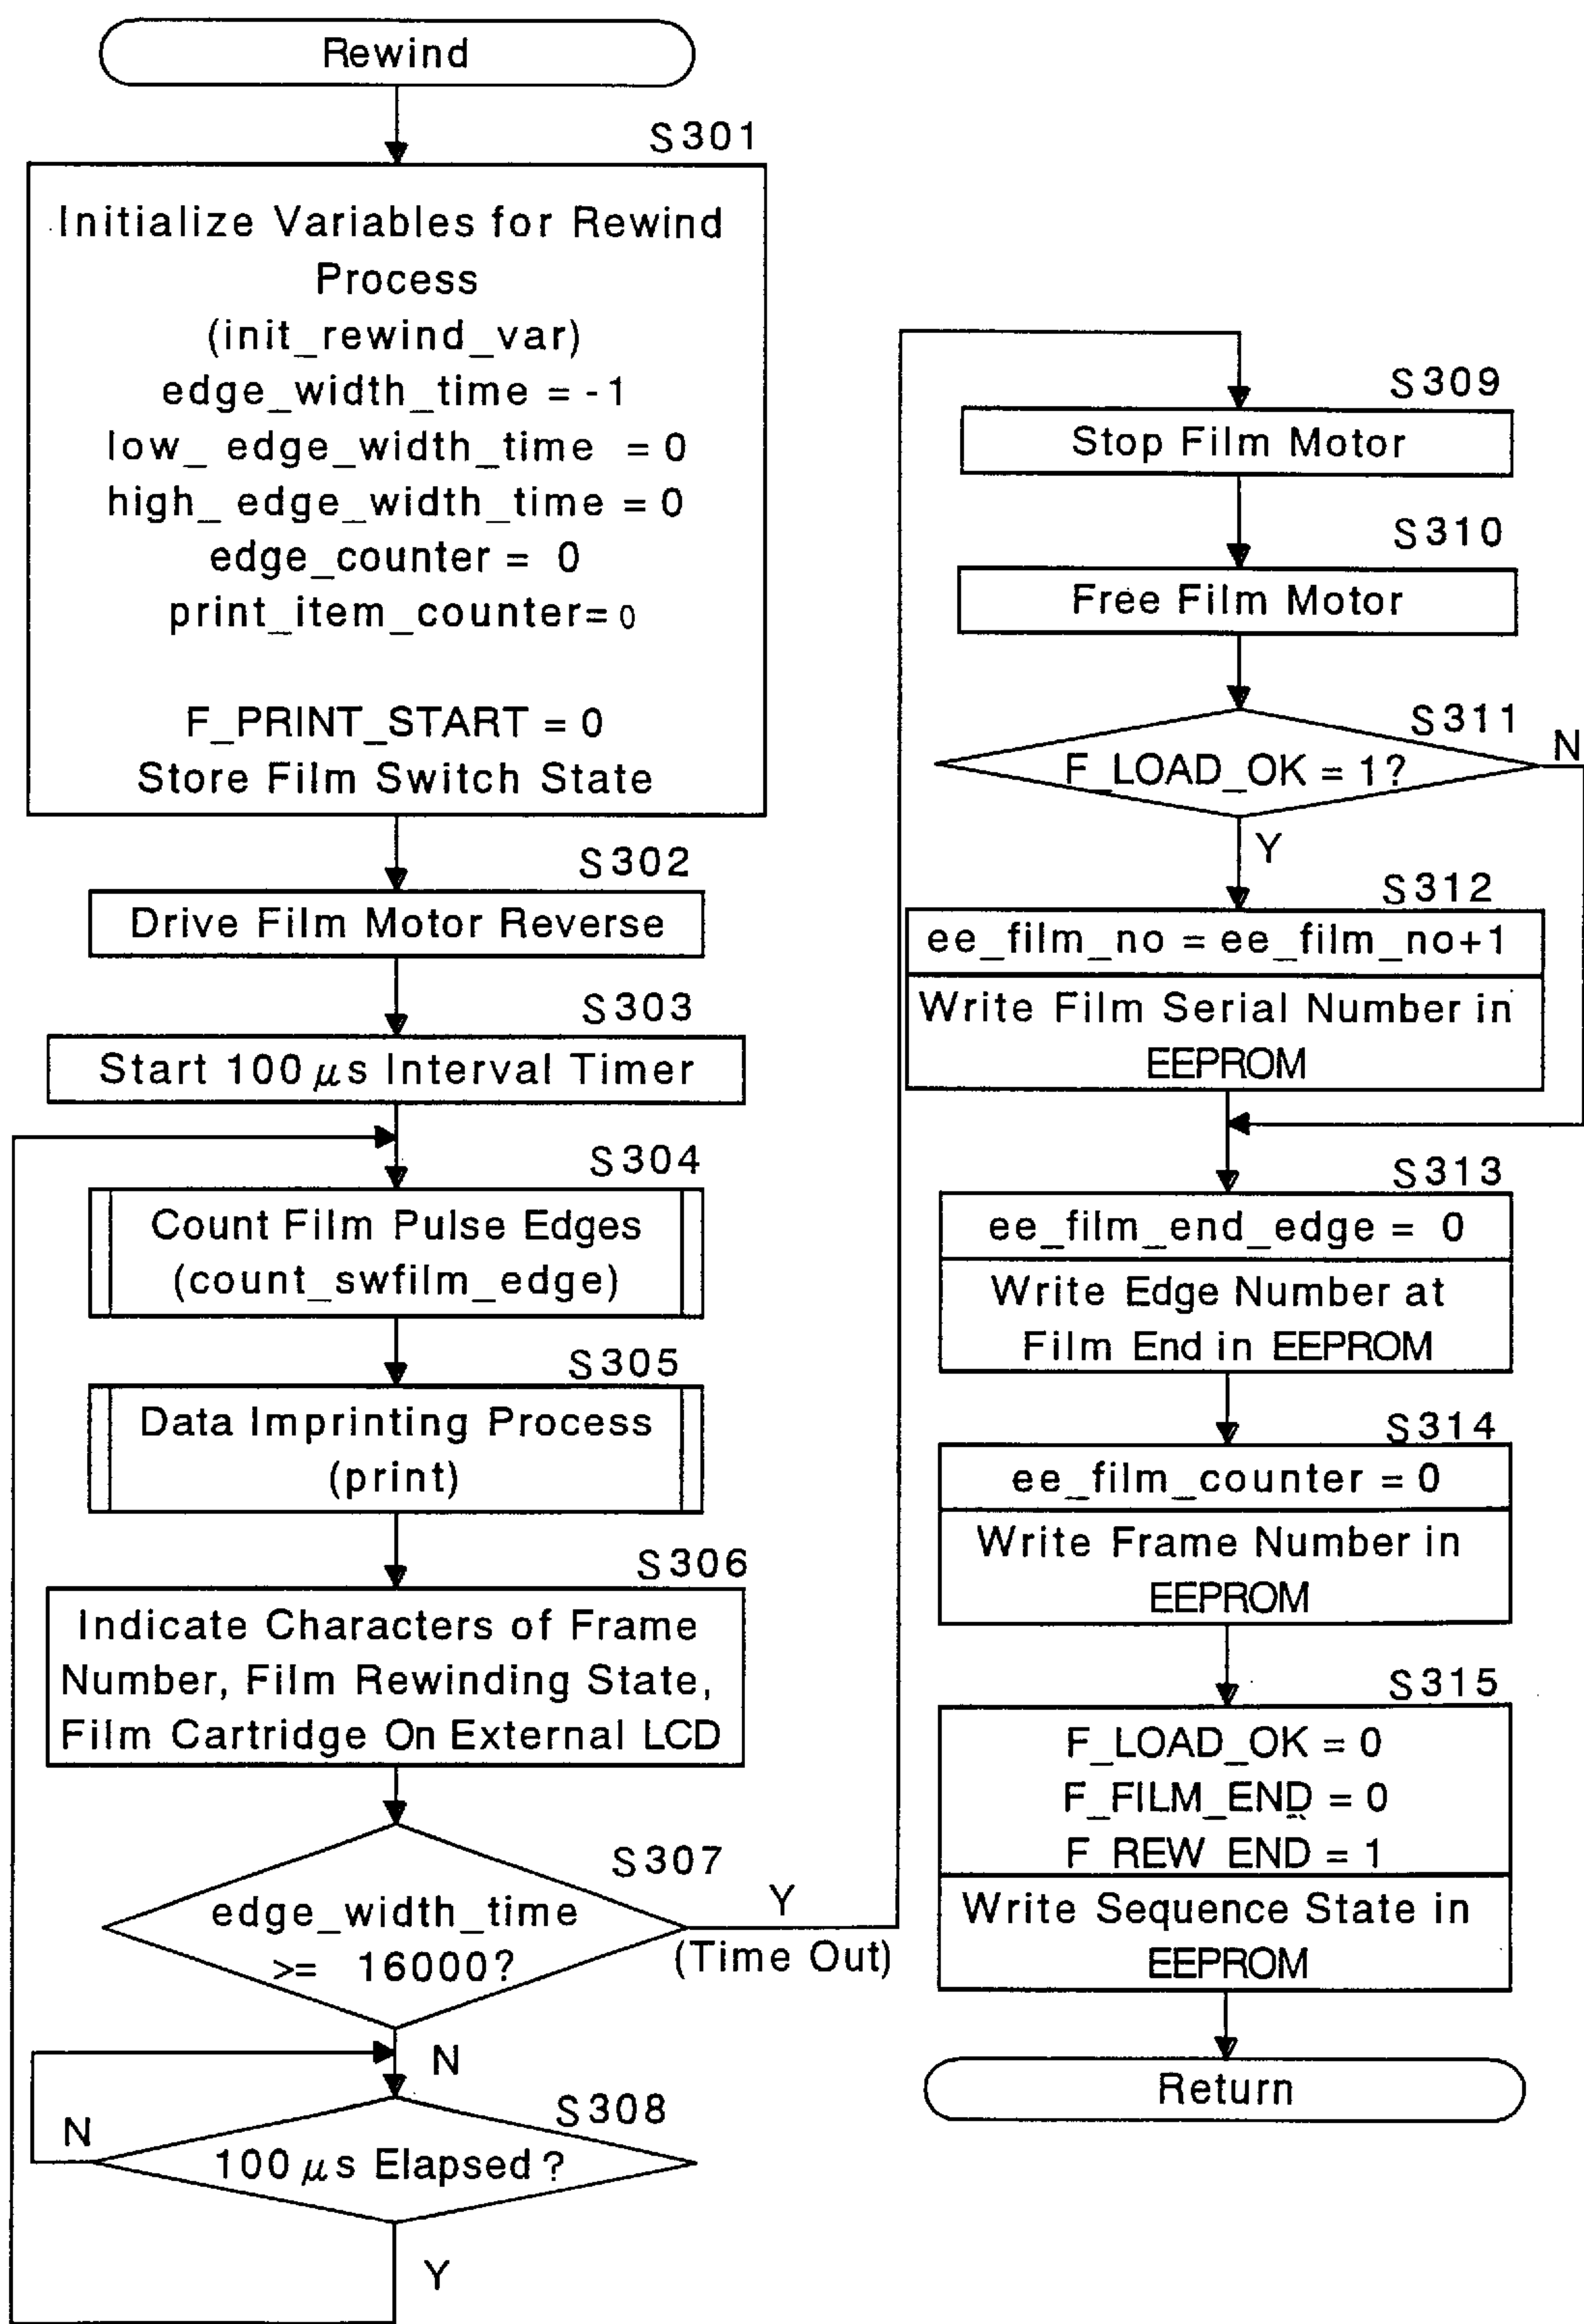 Rewind
S301
Initialize Variables for Rewind
Process
(init_rewind_var)
edge_width_time = -1
low_ edge_width_time = 0
high_ edge_width_time = 0
edge_counter = 0
print_item_counter= 0
F_PRINT_START = 0
Store Film Switch State
S302
Drive Film Motor Reverse
S303
Start 100 μs Interval Timer
S304
Count Film Pulse Edges
(count_swfilm_edge)
S305
Data Imprinting Process
(print)
S306
Indicate Characters of Frame
Number, Film Rewinding State,
Film Cartridge On External LCD
S307
edge_width_time
>= 16000?
Y
(Time Out)
N
S308
100 μs Elapsed?
N
Y
S309
Stop Film Motor
S310
Free Film Motor
S311
F_LOAD_OK = 1?
N
Y
S312
ee_film_no = ee_film_no+1
Write Film Serial Number in
EEPROM
S313
ee_film_end_edge = 0
Write Edge Number at
Film End in EEPROM
S314
ee_film_counter = 0
Write Frame Number in
EEPROM
S315
F_LOAD_OK = 0
F_FILM_END = 0
F_REW_END = 1
Write Sequence State in
EEPROM
Return